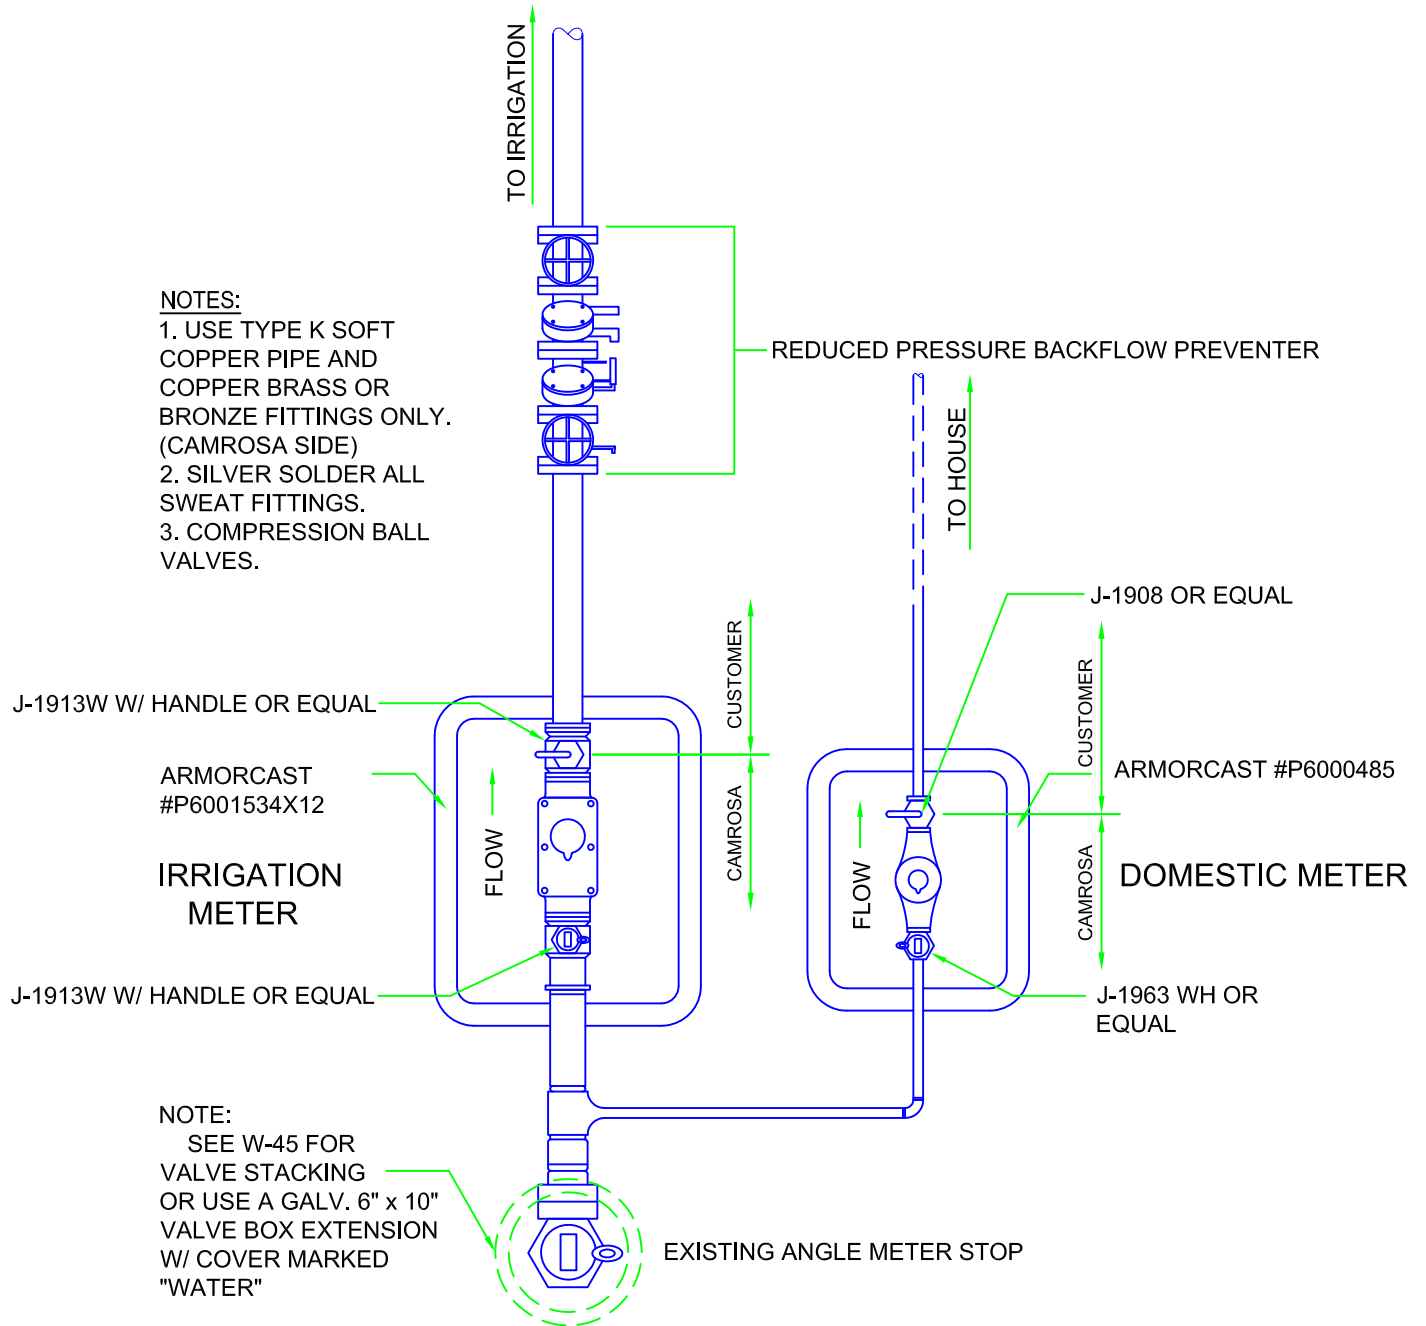 TO IRRIGATION
NOTES:
1. USE TYPE K SOFT
COPPER PIPE AND
COPPER BRASS OR
BRONZE FITTINGS ONLY.
(CAMROSA SIDE)
2. SILVER SOLDER ALL
SWEAT FITTINGS.
3. COMPRESSION BALL
VALVES.
REDUCED PRESSURE BACKFLOW PREVENTER
TO HOUSE
J-1908 OR EQUAL
CUSTOMER
CUSTOMER
J-1913W W/ HANDLE OR EQUAL
ARMORCAST
#P6001534X12
ARMORCAST #P6000485
IRRIGATION
METER
FLOW
CAMROSA
FLOW
CAMROSA
DOMESTIC METER
J-1913W W/ HANDLE OR EQUAL
J-1963 WH OR
EQUAL
NOTE:
SEE W-45 FOR
VALVE STACKING
OR USE A GALV. 6" x 10"
VALVE BOX EXTENSION
W/ COVER MARKED
"WATER"
EXISTING ANGLE METER STOP